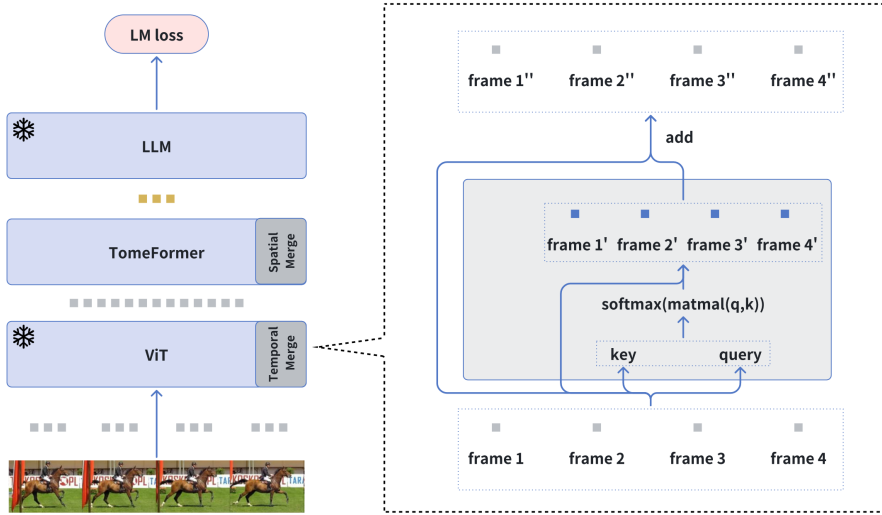 LM loss
LLM
TomeFormer
Spatial
Merge
ViT
Temporal
Merge
frame 1'' frame 2'' frame 3'' frame 4''
add
frame 1' frame 2' frame 3' frame 4'
softmax(matmal(q,k))
key query
frame 1 frame 2 frame 3 frame 4